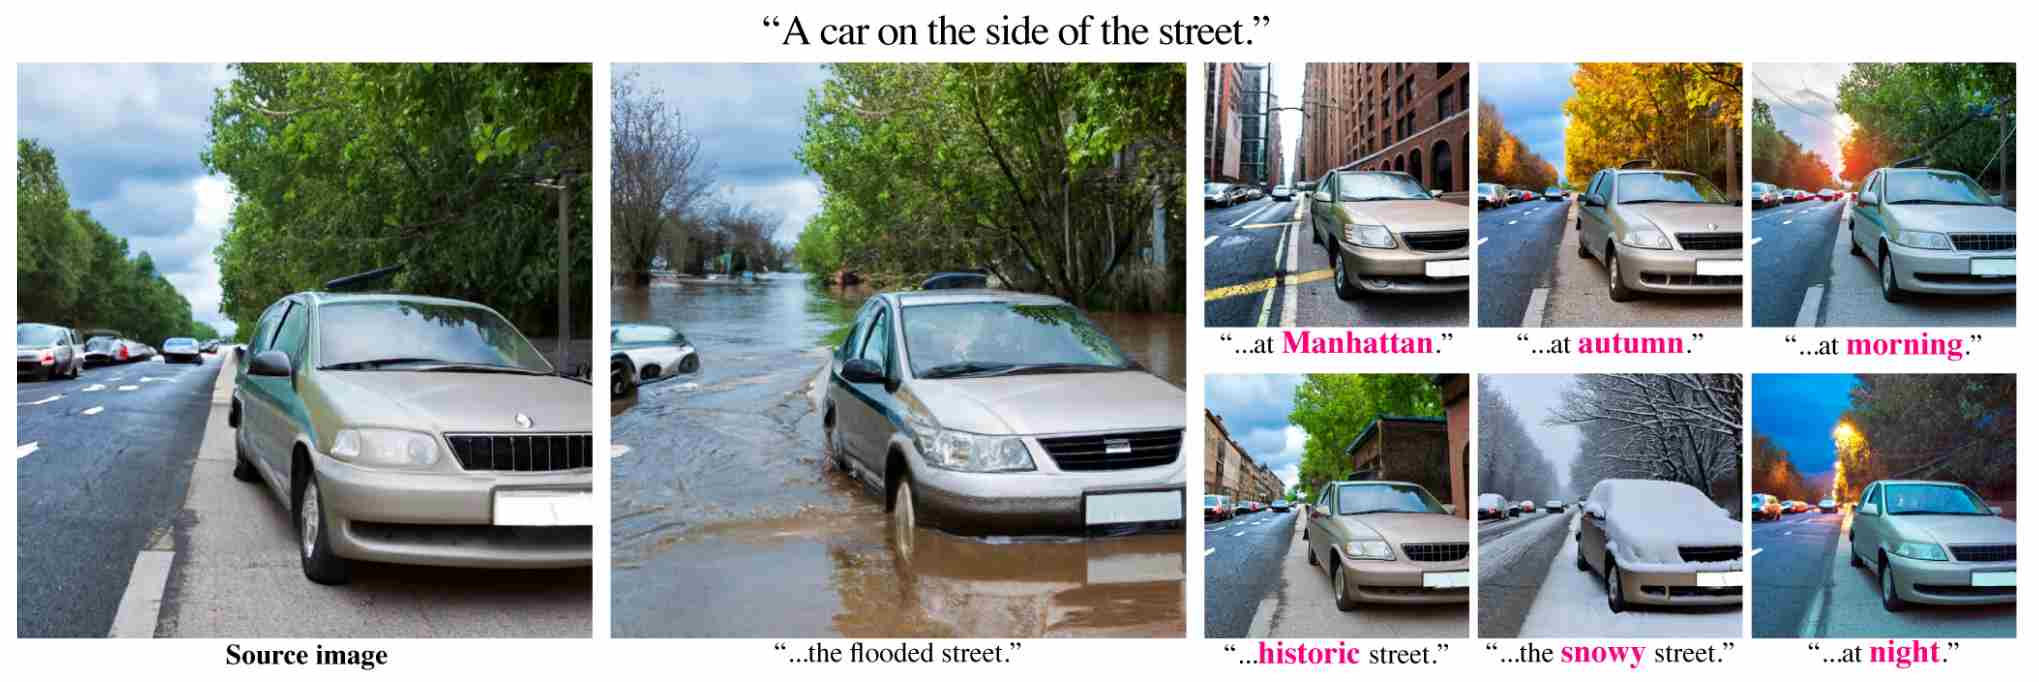 “A car on the side of the street.”
“...at Manhattan.”
“...at autumn.”
“...at morning.”
Source image
“...the flooded street.”
“...historic street.”
“...the snowy street.”
“...at night.”